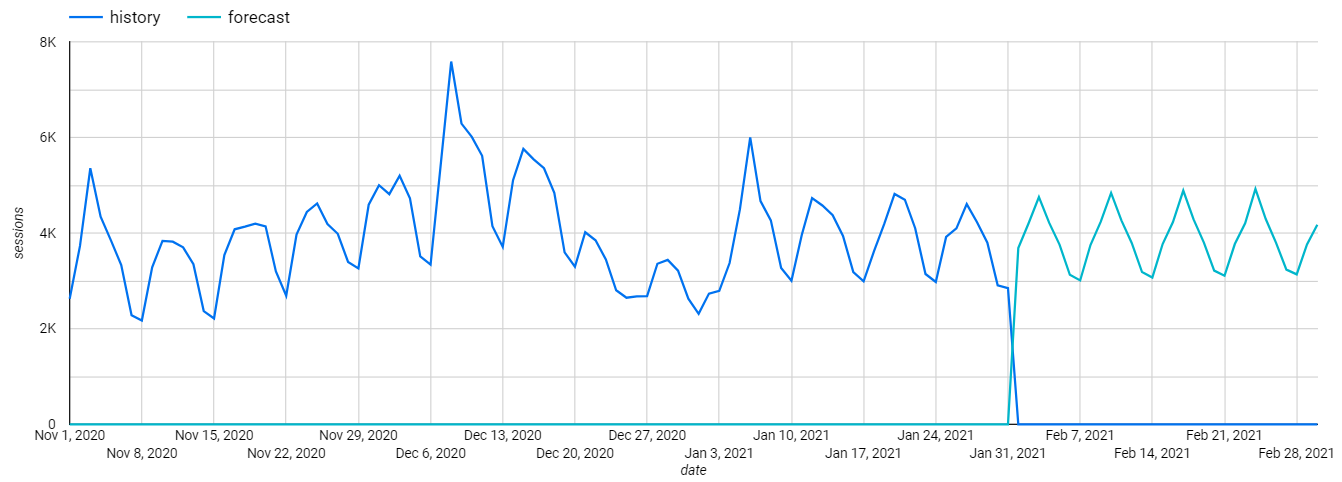 history forecast
8K
6K
4K
2K
0
sessions
Nov 1, 2020 Nov 15, 2020 Nov 29, 2020 Dec 13, 2020 Dec 27, 2020 Jan 10, 2021 Jan 24, 2021 Feb 7, 2021 Feb 21, 2021
Nov 8, 2020 Nov 22, 2020 Dec 6, 2020 Dec 20, 2020 Jan 3, 2021 Jan 17, 2021 Jan 31, 2021 Feb 14, 2021 Feb 28, 2021
date